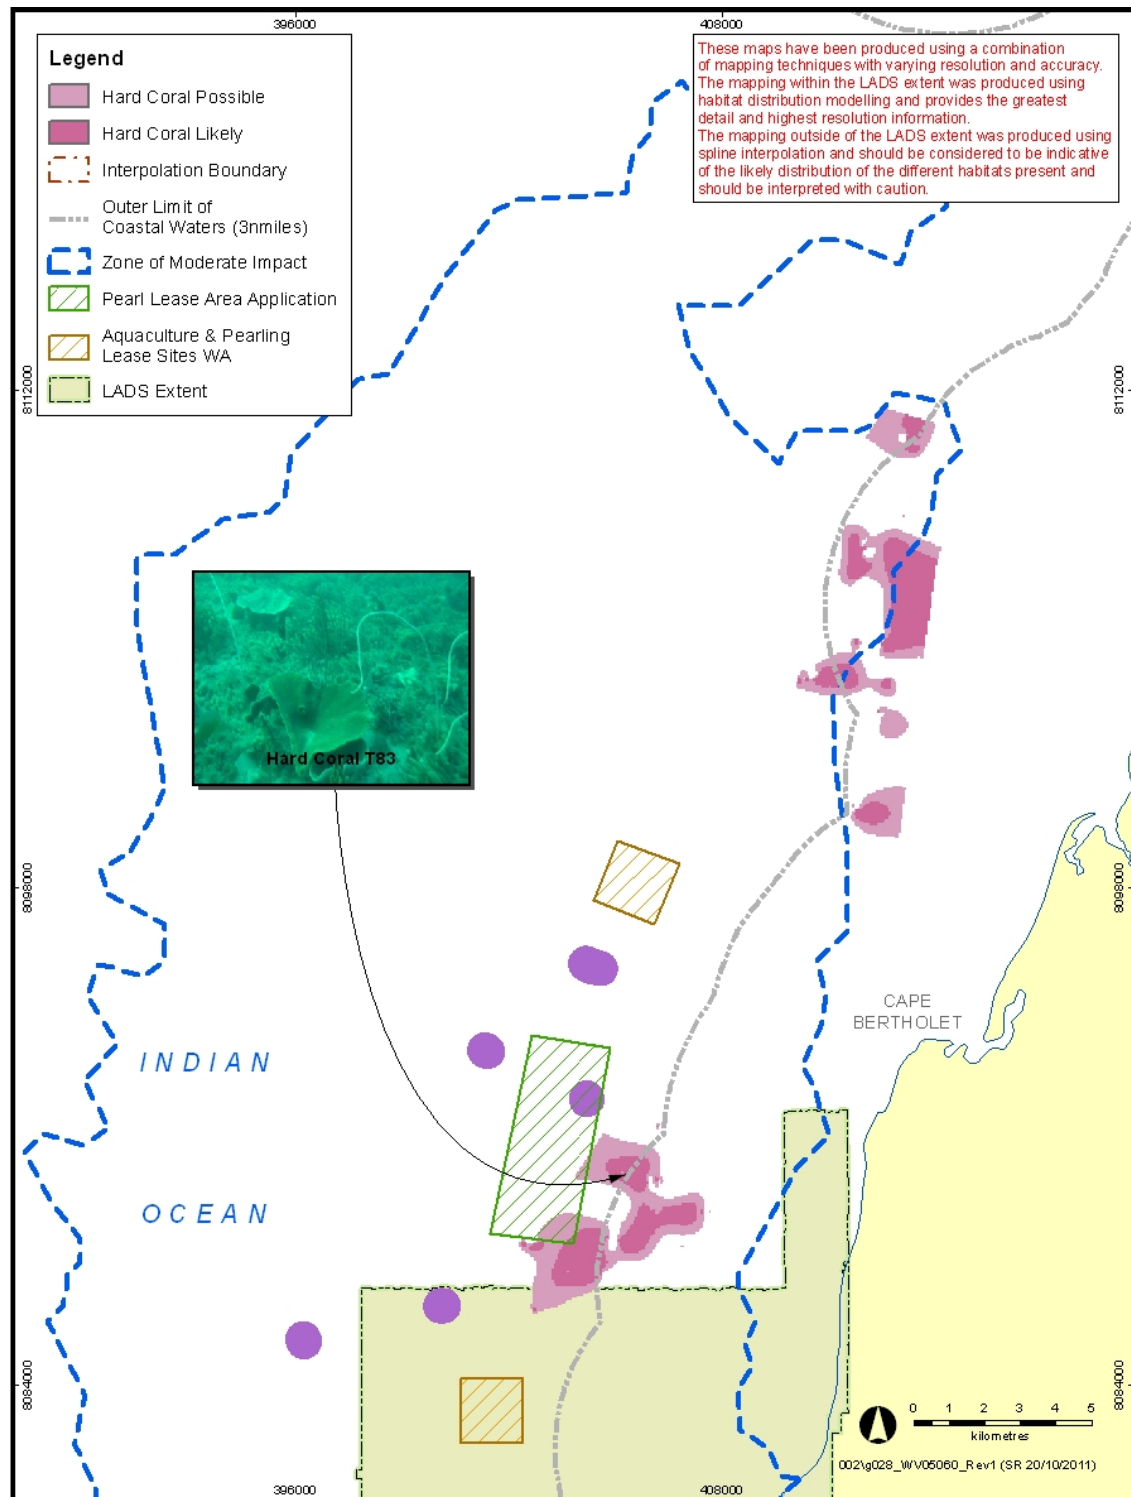 396000
408000
Legend
Hard Coral Possible
Hard Coral Likely
Interpolation Boundary
Outer Limit of
Coastal Waters (3nmiles)
Zone of Moderate Impact
Pearl Lease Area Application
Aquaculture & Pearling
Lease Sites WA
LADS Extent
These maps have been produced using a combination
of mapping techniques with varying resolution and accuracy.
The mapping within the LADS extent was produced using
habitat distribution modelling and provides the greatest
detail and highest resolution information.
The mapping outside of the LADS extent was produced using
spline interpolation and should be considered to be indicative
of the likely distribution of the different habitats present and
should be interpreted with caution.
8112000
8112000
Hard Coral T83
8098000
8098000
CAPE
BERTHOLET
INDIAN
OCEAN
8084000
8084000
0 1 2 3 4 5
kilometres
002\g028_WV05060_Rev1 (SR 20/10/2011)
396000
408000